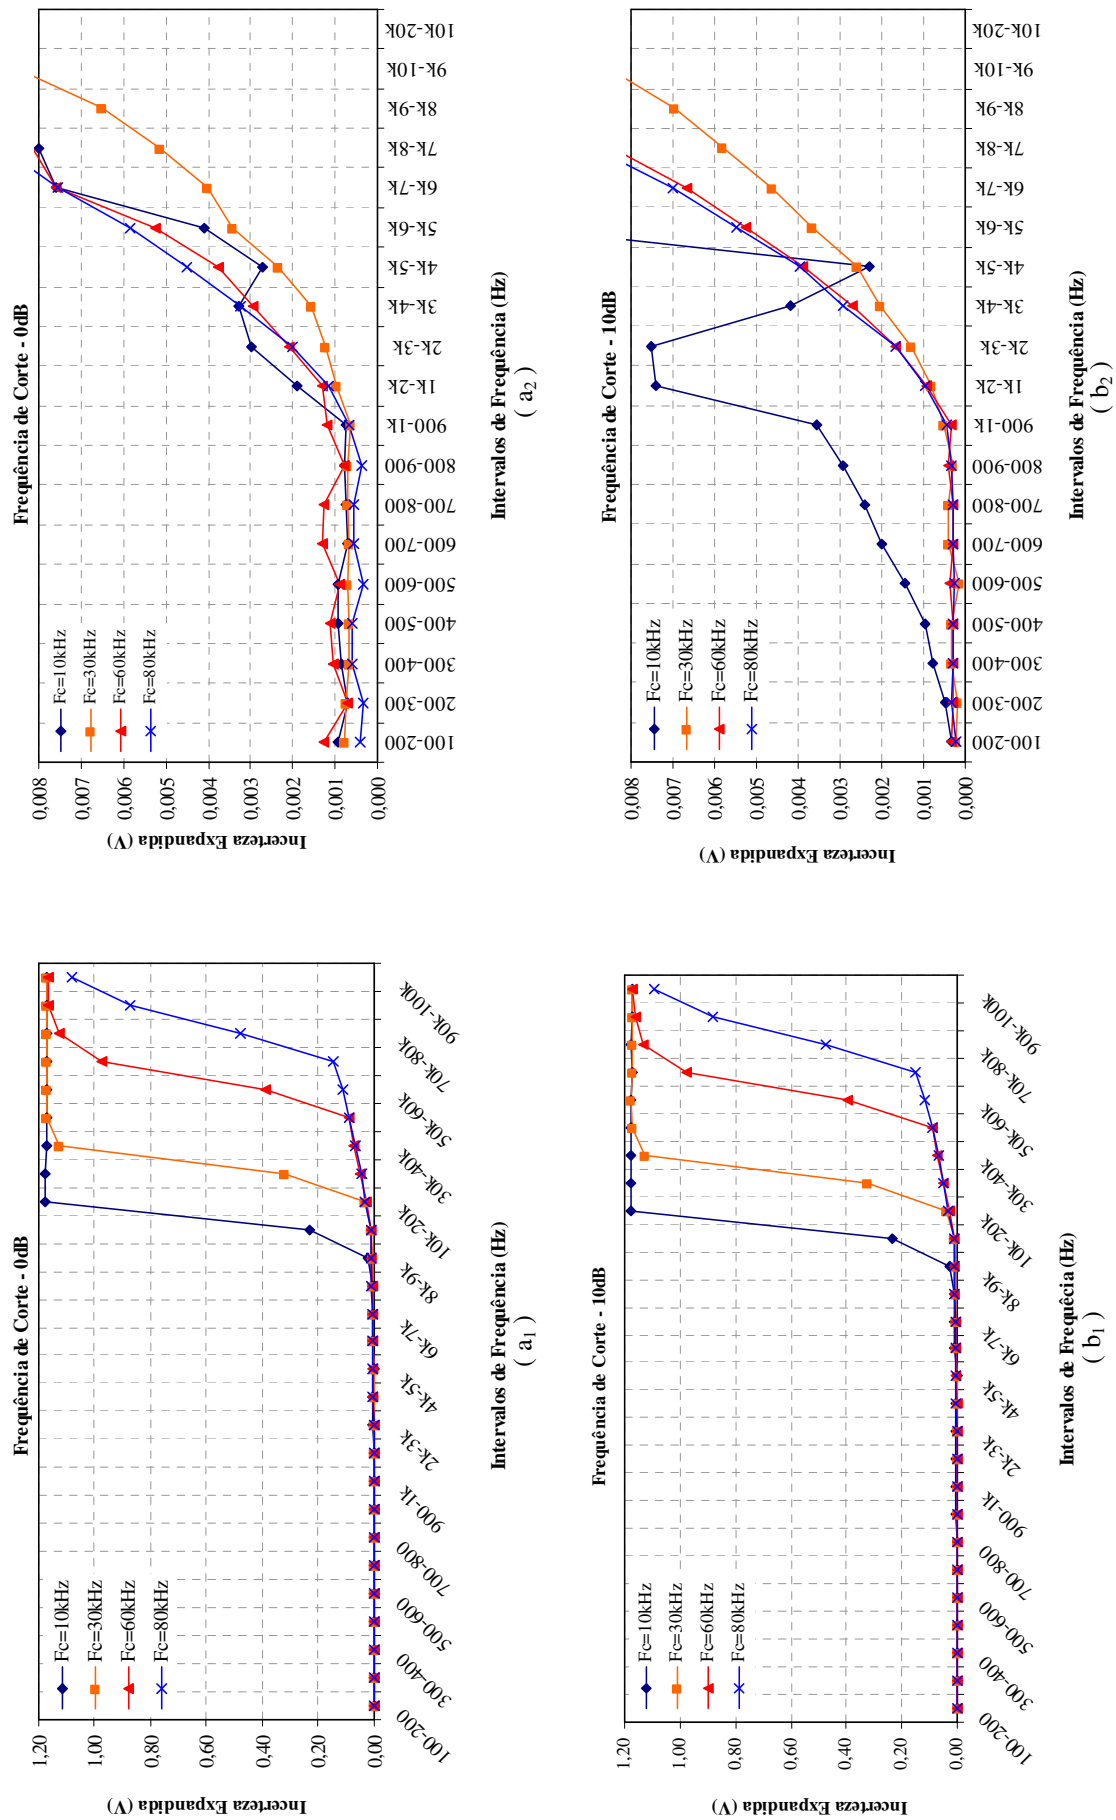 Frequência de Corte - 0dB
Incerteza Expandida (V)
1,20
1,00
0,80
0,60
0,40
0,20
0,00
Fc=10kHz
Fc=30kHz
Fc=60kHz
Fc=80kHz
100-200
300-400
500-600
700-800
900-1k
2k-3k
4k-5k
6k-7k
8k-9k
10k-20k
30k-40k
50k-60k
70k-80k
90k-100k
Intervalos de Frequência (Hz)
( a1 )
Frequência de Corte - 0dB
Incerteza Expandida (V)
0,008
0,007
0,006
0,005
0,004
0,003
0,002
0,001
0,000
Fc=10kHz
Fc=30kHz
Fc=60kHz
Fc=80kHz
100-200
200-300
300-400
400-500
500-600
600-700
700-800
800-900
900-1k
1k-2k
2k-3k
3k-4k
4k-5k
5k-6k
6k-7k
7k-8k
8k-9k
9k-10k
10k-20k
Intervalos de Frequência (Hz)
( a2 )
Frequência de Corte - 10dB
Incerteza Expandida (V)
1,20
1,00
0,80
0,60
0,40
0,20
0,00
Fc=10kHz
Fc=30kHz
Fc=60kHz
Fc=80kHz
100-200
300-400
500-600
700-800
900-1k
2k-3k
4k-5k
6k-7k
8k-9k
10k-20k
30k-40k
50k-60k
70k-80k
90k-100k
Intervalos de Frequêcia (Hz)
( b1 )
Frequência de Corte - 10dB
Incerteza Expandida (V)
0,008
0,007
0,006
0,005
0,004
0,003
0,002
0,001
0,000
Fc=10kHz
Fc=30kHz
Fc=60kHz
Fc=80kHz
100-200
200-300
300-400
400-500
500-600
600-700
700-800
800-900
900-1k
1k-2k
2k-3k
3k-4k
4k-5k
5k-6k
6k-7k
7k-8k
8k-9k
9k-10k
10k-20k
Intervalos de Frequência (Hz)
( b2 )